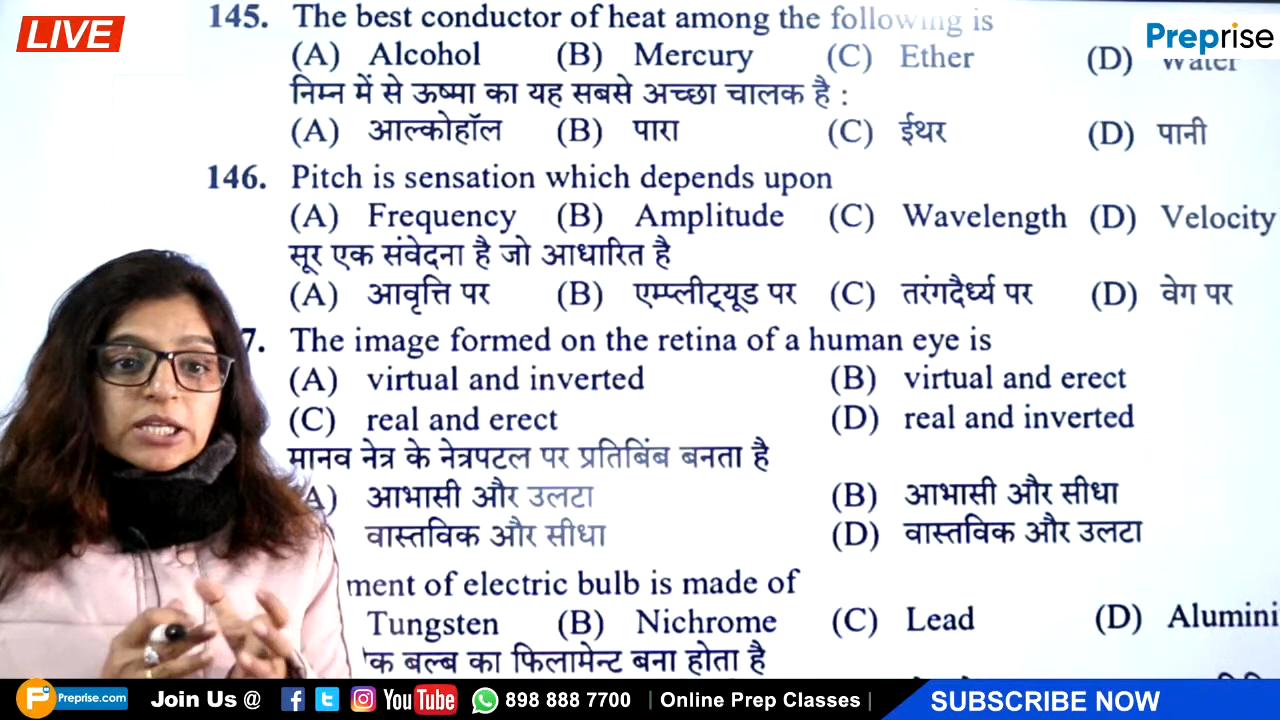 LIVE
Preprise
145. The best conductor of heat among the following is
(A) Alcohol (B) Mercury (C) Ether (D) Water
निम्न में से ऊष्मा का यह सबसे अच्छा चालक है :
(A) आल्कोहॉल (B) पारा (C) ईथर (D) पानी
146. Pitch is sensation which depends upon
(A) Frequency (B) Amplitude (C) Wavelength (D) Velocity
सूर एक संवेदना है जो आधारित है
(A) आवृत्ति पर (B) एम्प्लीट्यूड पर (C) तरंगदैर्ध्य पर (D) वेग पर
7. The image formed on the retina of a human eye is
(A) virtual and inverted (B) virtual and erect
(C) real and erect (D) real and inverted
मानव नेत्र के नेत्रपटल पर प्रतिबिंब बनता है
A) आभासी और उलटा (B) आभासी और सीधा
वास्तविक और सीधा (D) वास्तविक और उलटा
ment of electric bulb is made of
Tungsten (B) Nichrome (C) Lead (D) Alumini
क बल्ब का फिलामेन्ट बना होता है
Preprise.com Join Us @ YouTube 898 888 7700 | Online Prep Classes | SUBSCRIBE NOW